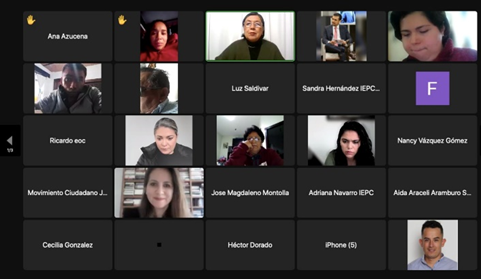 Ana Azucena
Luz Saldivar
Sandra Hernández IEPC...
F
Ricardo eoc
Nancy Vázquez Gómez
Movimiento Ciudadano J...
Jose Magdaleno Montolla
Adriana Navarro IEPC
Aida Araceli Aramburo S...
Cecilia Gonzalez
Héctor Dorado
iPhone (5)